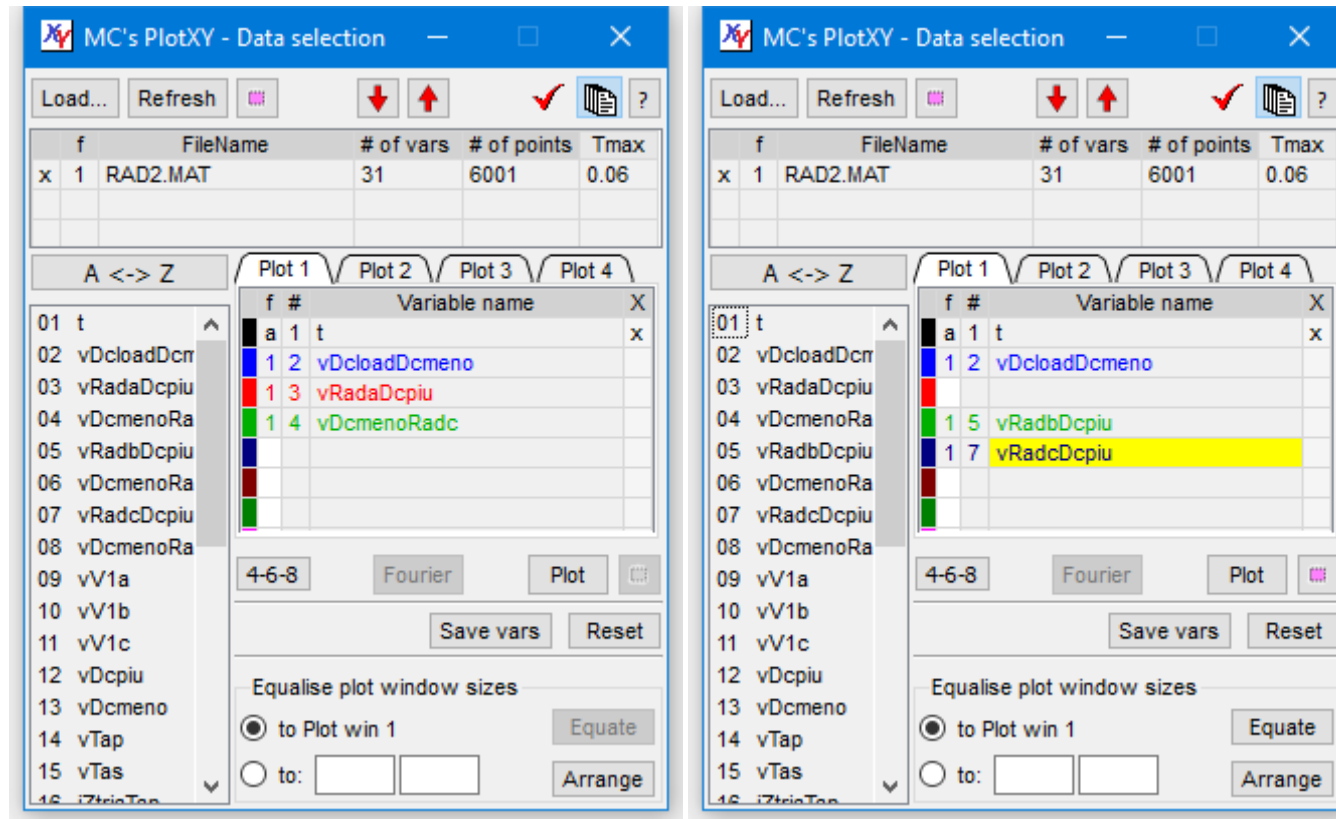 MC's PlotXY - Data selection
Load... Refresh ?
f FileName # of vars # of points Tmax
x 1 RAD2.MAT 31 6001 0.06
A <-> Z
Plot 1 Plot 2 Plot 3 Plot 4
f # Variable name X
a 1 t x
1 2 vDcloadDcmeno
1 3 vRadaDcpiu
1 4 vDcmenoRadc
01 t
02 vDcloadDcm
03 vRadaDcpiu
04 vDcmenoRa
05 vRadbDcpiu
06 vDcmenoRa
07 vRadcDcpiu
08 vDcmenoRa
09 vV1a
10 vV1b
11 vV1c
12 vDcpiu
13 vDcmeno
14 vTap
15 vTas
4-6-8 Fourier Plot
Save vars Reset
Equalise plot window sizes
to Plot win 1 Equate
to: Arrange
MC's PlotXY - Data selection
Load... Refresh ?
f FileName # of vars # of points Tmax
x 1 RAD2.MAT 31 6001 0.06
A <-> Z
Plot 1 Plot 2 Plot 3 Plot 4
f # Variable name X
a 1 t x
1 2 vDcloadDcmeno
1 5 vRadbDcpiu
1 7 vRadcDcpiu
01 t
02 vDcloadDcm
03 vRadaDcpiu
04 vDcmenoRa
05 vRadbDcpiu
06 vDcmenoRa
07 vRadcDcpiu
08 vDcmenoRa
09 vV1a
10 vV1b
11 vV1c
12 vDcpiu
13 vDcmeno
14 vTap
15 vTas
4-6-8 Fourier Plot
Save vars Reset
Equalise plot window sizes
to Plot win 1 Equate
to: Arrange